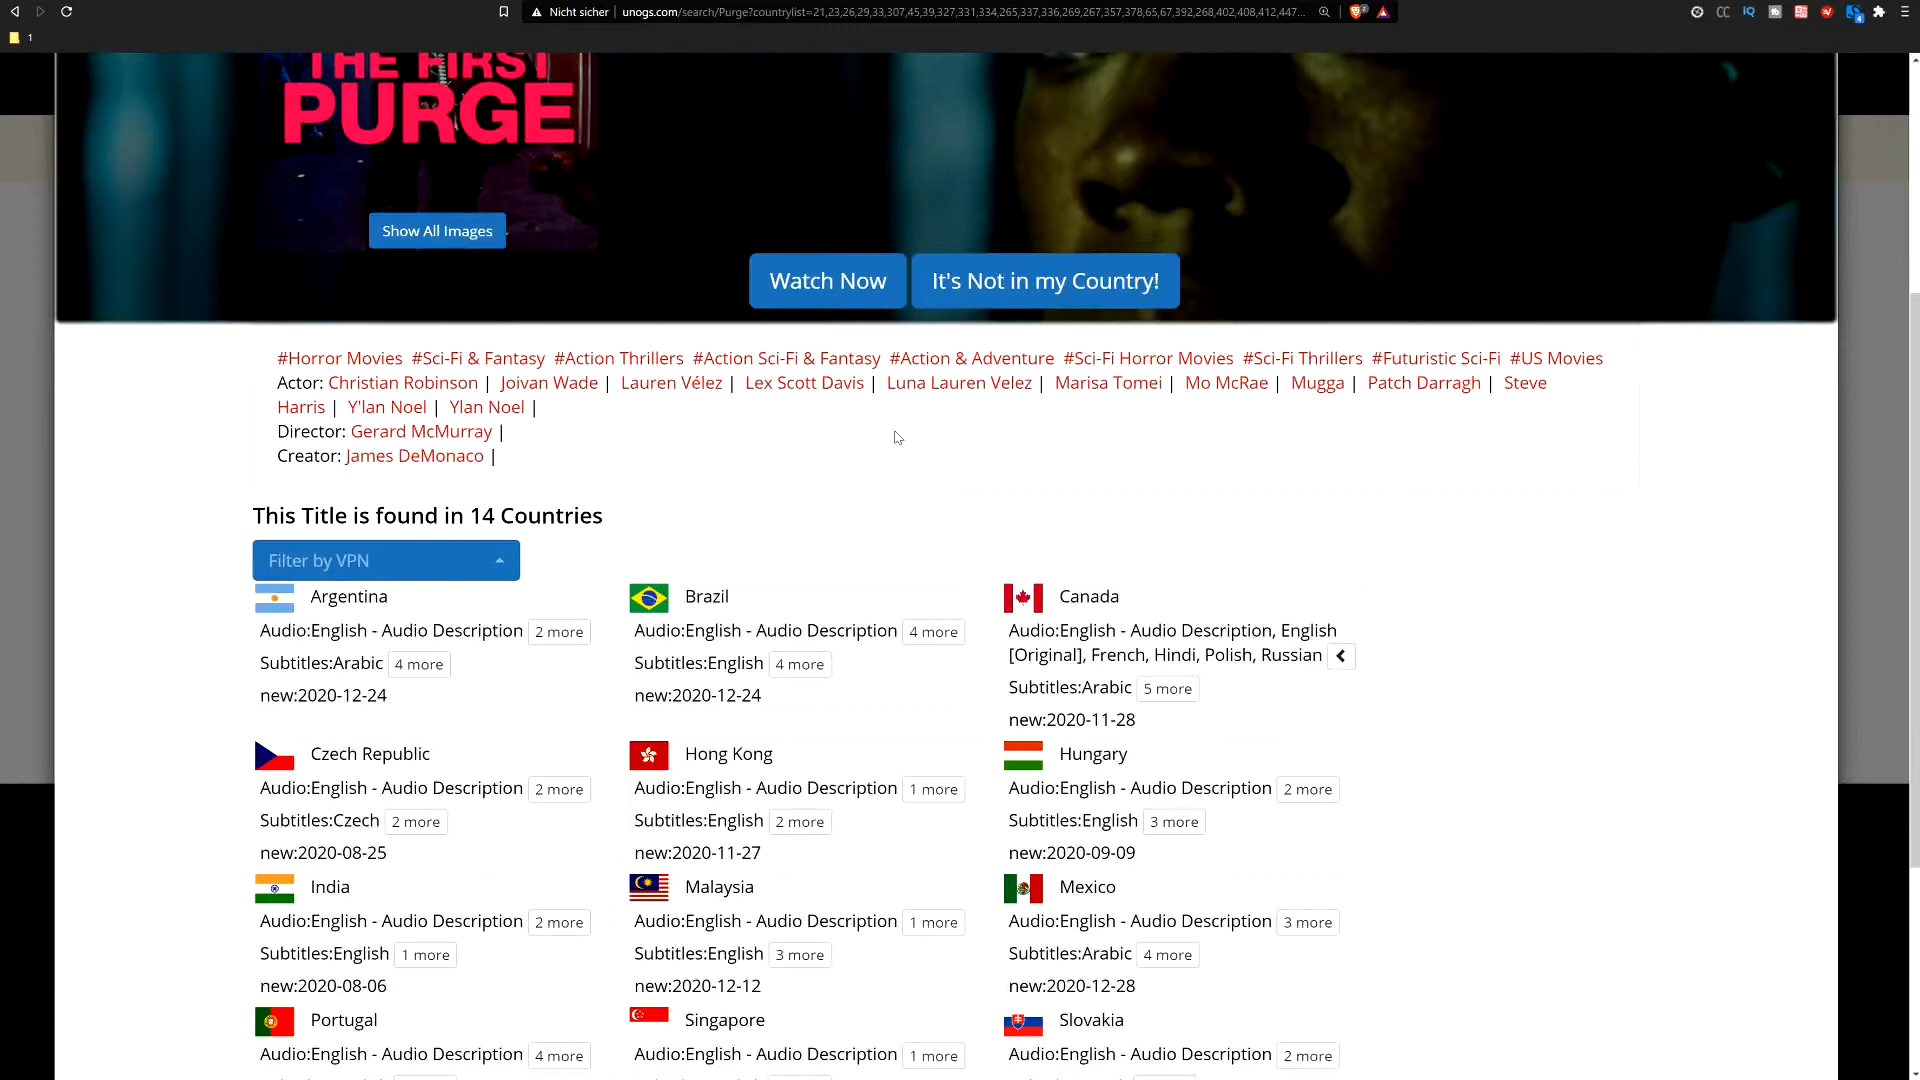 Nicht sicher unogs.com/search/Purge?countrylist=21,23,26,29,33,307,45,39,327,331,334,265,337,336,269,267,357,378,65,67,392,268,402,408,412,447...
CC IQ
1
THE FIRST
PURGE
Show All Images
Watch Now It's Not in my Country!
#Horror Movies #Sci-Fi & Fantasy #Action Thrillers #Action Sci-Fi & Fantasy #Action & Adventure #Sci-Fi Horror Movies #Sci-Fi Thrillers #Futuristic Sci-Fi #US Movies
Actor: Christian Robinson | Joivan Wade | Lauren Vélez | Lex Scott Davis | Luna Lauren Velez | Marisa Tomei | Mo McRae | Mugga | Patch Darragh | Steve
Harris | Y'lan Noel | Ylan Noel |
Director: Gerard McMurray |
Creator: James DeMonaco |
This Title is found in 14 Countries
Filter by VPN
Argentina
Audio:English - Audio Description 2 more
Subtitles:Arabic 4 more
new:2020-12-24
Brazil
Audio:English - Audio Description 4 more
Subtitles:English 4 more
new:2020-12-24
Canada
Audio:English - Audio Description, English
[Original], French, Hindi, Polish, Russian
Subtitles:Arabic 5 more
new:2020-11-28
Czech Republic
Audio:English - Audio Description 2 more
Subtitles:Czech 2 more
new:2020-08-25
Hong Kong
Audio:English - Audio Description 1 more
Subtitles:English 2 more
new:2020-11-27
Hungary
Audio:English - Audio Description 2 more
Subtitles:English 3 more
new:2020-09-09
India
Audio:English - Audio Description 2 more
Subtitles:English 1 more
new:2020-08-06
Malaysia
Audio:English - Audio Description 1 more
Subtitles:English 3 more
new:2020-12-12
Mexico
Audio:English - Audio Description 3 more
Subtitles:Arabic 4 more
new:2020-12-28
Portugal
Audio:English - Audio Description 4 more
Singapore
Audio:English - Audio Description 1 more
Slovakia
Audio:English - Audio Description 2 more